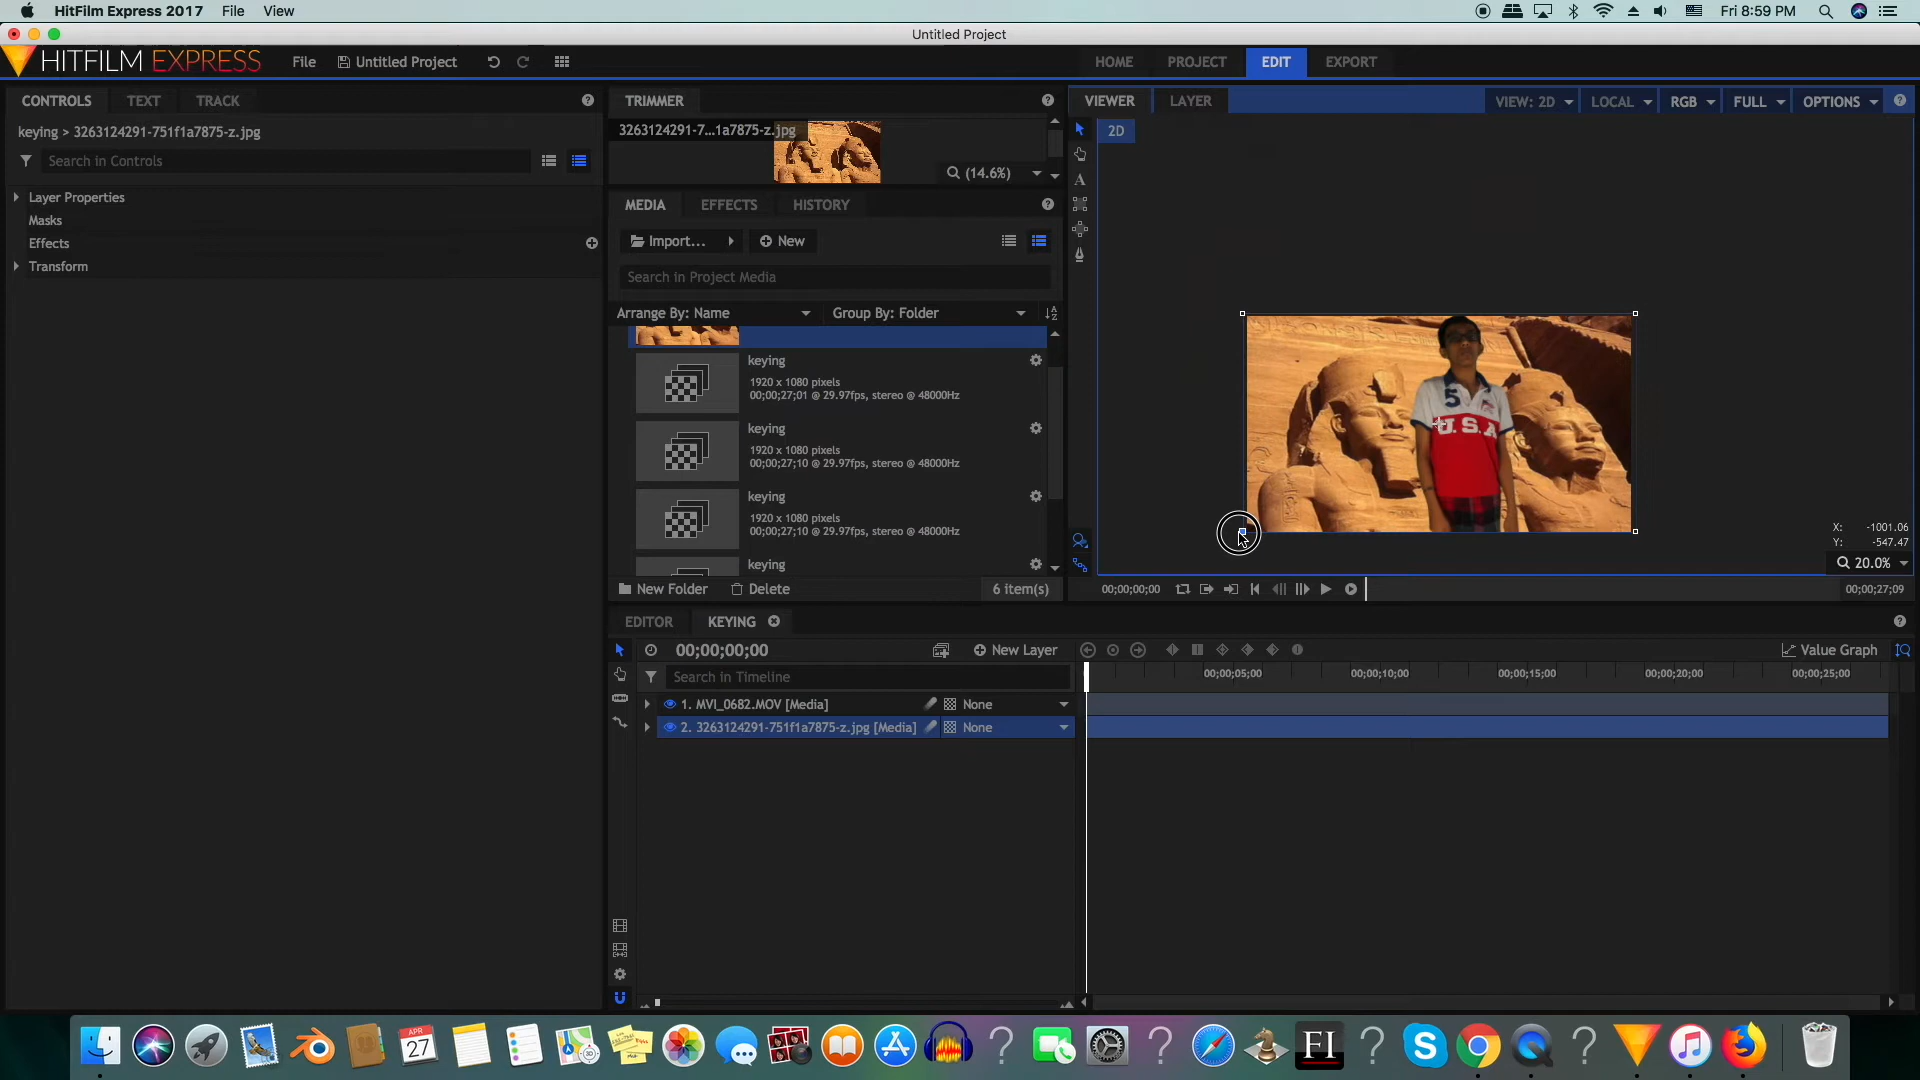 HitFilm Express 2017 File View Fri 8:59 PM
Untitled Project
HITFILM EXPRESS File Untitled Project HOME PROJECT EDIT EXPORT
CONTROLS TEXT TRACK
keying > 3263124291-751f1a7875-z.jpg
Search in Controls
Layer Properties
Masks
Effects
Transform
TRIMMER
3263124291-7...1a7875-z.jpg
(14.6%)
MEDIA EFFECTS HISTORY
Import... New
Search in Project Media
Arrange By: Name Group By: Folder
keying
1920 x 1080 pixels
00;00;27;01 @ 29.97fps, stereo @ 48000Hz
keying
1920 x 1080 pixels
00;00;27;10 @ 29.97fps, stereo @ 48000Hz
keying
1920 x 1080 pixels
00;00;27;10 @ 29.97fps, stereo @ 48000Hz
keying
New Folder Delete 6 item(s)
VIEWER LAYER VIEW: 2D LOCAL RGB FULL OPTIONS
2D
5
U.S.A
X: -1001.06
Y: -547.47
20.0%
00;00;00;00 00;00;27;09
EDITOR KEYING
00;00;00;00 New Layer Value Graph
Search in Timeline
00;00;05;00 00;00;10;00 00;00;15;00 00;00;20;00 00;00;25;00
1. MVI_0682.MOV [Media] None
2. 3263124291-751f1a7875-z.jpg [Media] None
APR
27
FI